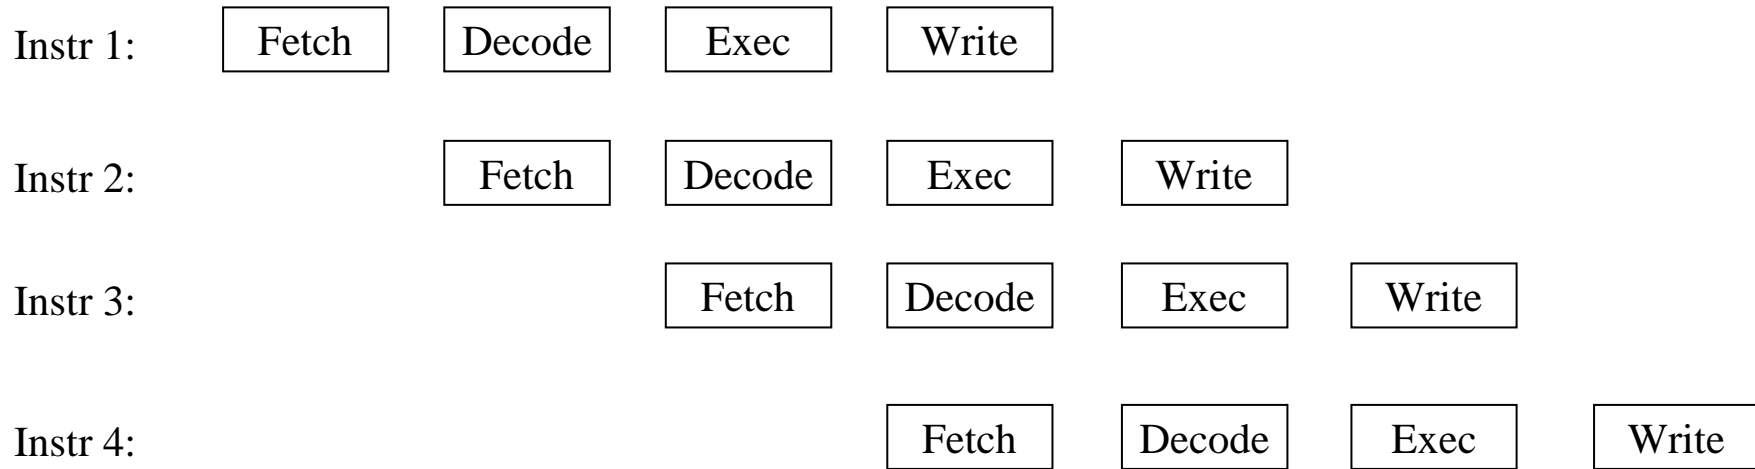 Instr 1: Fetch Decode Exec Write
Instr 2: Fetch Decode Exec Write
Instr 3: Fetch Decode Exec Write
Instr 4: Fetch Decode Exec Write